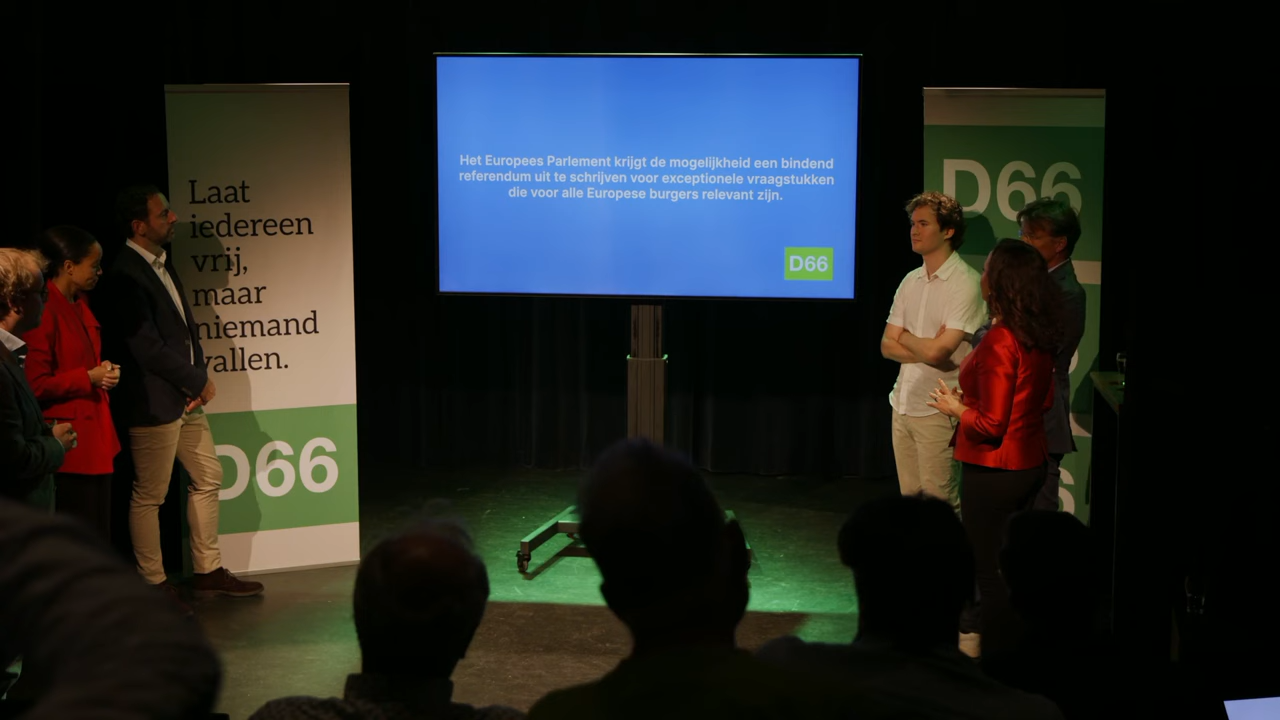 Laat
iedereen
vrij,
maar
niemand
vallen.
D66
Het Europees Parlement krijgt de mogelijkheid een bindend
referendum uit te schrijven voor exceptionele vraagstukken
die voor alle Europese burgers relevant zijn.
D66
D66